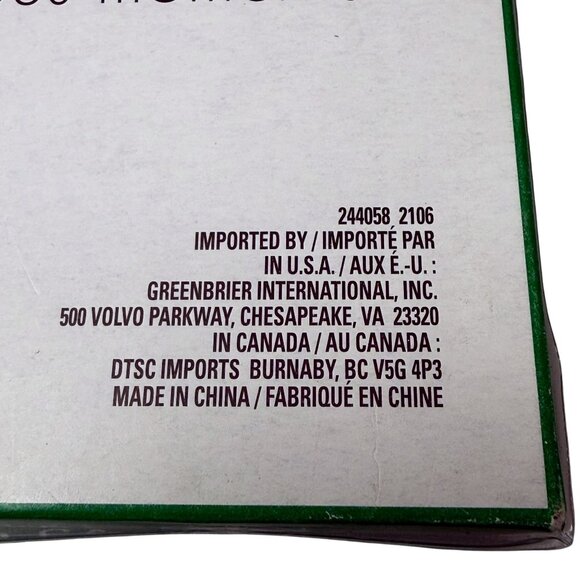 244058 2106
IMPORTED BY / IMPORTÉ PAR
IN U.S.A. / AUX É.-U. :
GREENBRIER INTERNATIONAL, INC.
500 VOLVO PARKWAY, CHESAPEAKE, VA 23320
IN CANADA / AU CANADA :
DTSC IMPORTS BURNABY, BC V5G 4P3
MADE IN CHINA / FABRIQUÉ EN CHINE